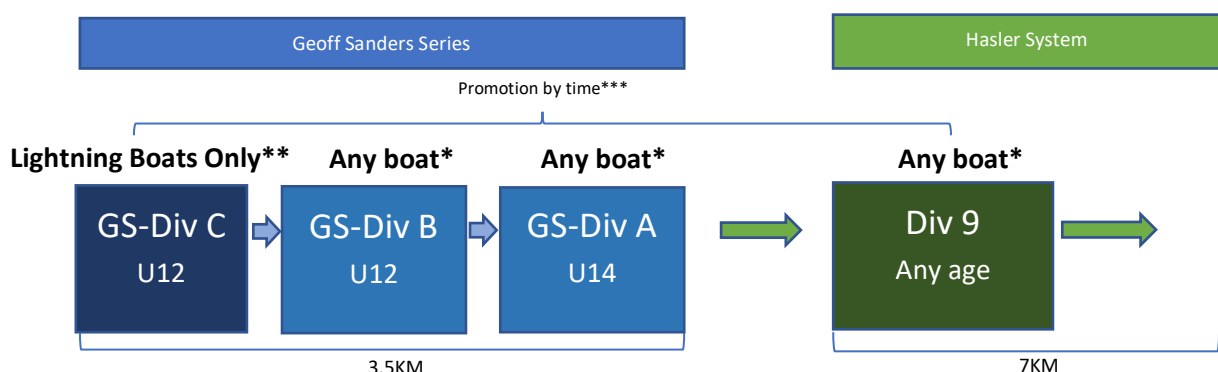 Geoff Sanders Series
Hasler System
Promotion by time***
Lightning Boats Only**
Any boat*
Any boat*
Any boat*
GS-Div C
U12
GS-Div B
U12
GS-Div A
U14
Div 9
Any age
3.5KM
7KM